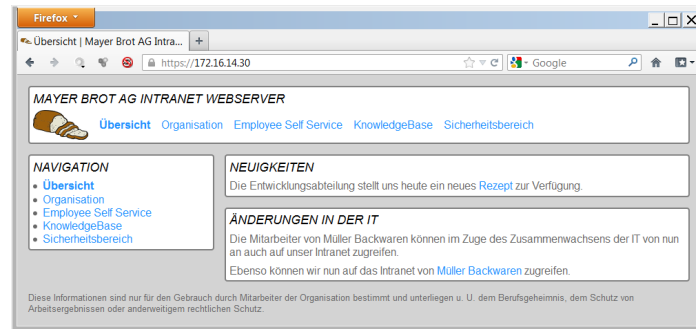 Firefox
Übersicht | Mayer Brot AG Intra...
https://172.16.14.30
Google
MAYER BROT AG INTRANET WEBSERVER
Übersicht Organisation Employee Self Service KnowledgeBase Sicherheitsbereich
NAVIGATION
Übersicht
Organisation
Employee Self Service
KnowledgeBase
Sicherheitsbereich
NEUIGKEITEN
Die Entwicklungsabteilung stellt uns heute ein neues Rezept zur Verfügung.
ÄNDERUNGEN IN DER IT
Die Mitarbeiter von Müller Backwaren können im Zuge des Zusammenwachsens der IT von nun
an auch auf unser Intranet zugreifen.
Ebenso können wir nun auf das Intranet von Müller Backwaren zugreifen.
Diese Informationen sind nur für den Gebrauch durch Mitarbeiter der Organisation bestimmt und unterliegen u. U. dem Berufsgeheimnis, dem Schutz von
Arbeitsergebnissen oder anderweitigem rechtlichen Schutz.